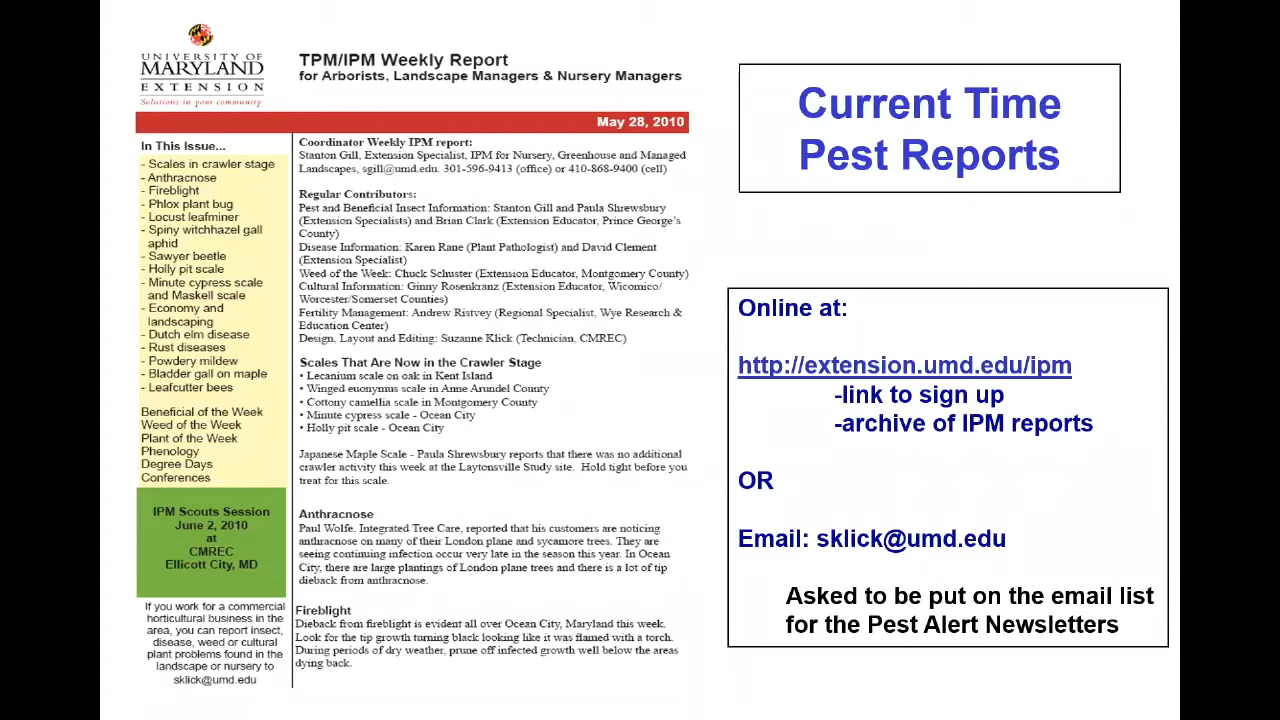 UNIVERSITY OF
MARYLAND
EXTENSION
Solutions in your community
TPM/IPM Weekly Report
for Arborists, Landscape Managers & Nursery Managers
May 28, 2010
In This Issue...
- Scales in crawler stage
- Anthracnose
- Fireblight
- Phlox plant bug
- Locust leafminer
- Spiny witchhazel gall
aphid
- Sawyer beetle
- Holly pit scale
- Minute cypress scale
and Maskell scale
- Economy and
landscaping
- Dutch elm disease
- Rust diseases
- Powdery mildew
- Bladder gall on maple
- Leafcutter bees
Beneficial of the Week
Weed of the Week
Plant of the Week
Phenology
Degree Days
Conferences
IPM Scouts Session
June 2, 2010
at
CMREC
Ellicott City, MD
If you work for a commercial
horticultural business in the
area, you can report insect,
disease, weed or cultural
plant problems found in the
landscape or nursery to
sklick@umd.edu
Coordinator Weekly IPM report:
Stanton Gill, Extension Specialist, IPM for Nursery, Greenhouse and Managed
Landscapes, sgill@umd.edu. 301-596-9413 (office) or 410-868-9400 (cell)
Regular Contributors:
Pest and Beneficial Insect Information: Stanton Gill and Paula Shrewsbury
(Extension Specialists) and Brian Clark (Extension Educator, Prince George's
County)
Disease Information: Karen Rane (Plant Pathologist) and David Clement
(Extension Specialist)
Weed of the Week: Chuck Schuster (Extension Educator, Montgomery County)
Cultural Information: Ginny Rosenkranz (Extension Educator, Wicomico/
Worcester/Somerset Counties)
Fertility Management: Andrew Ristvey (Regional Specialist, Wye Research &
Education Center)
Design, Layout and Editing: Suzanne Klick (Technician, CMREC)
Scales That Are Now in the Crawler Stage
• Lecanium scale on oak in Kent Island
• Winged euonymus scale in Anne Arundel County
• Cottony camellia scale in Montgomery County
• Minute cypress scale - Ocean City
• Holly pit scale - Ocean City
Japanese Maple Scale - Paula Shrewsbury reports that there was no additional
crawler activity this week at the Laytonsville Study site.  Hold tight before you
treat for this scale.
Anthracnose
Paul Wolfe, Integrated Tree Care, reported that his customers are noticing
anthracnose on many of their London plane and sycamore trees. They are
seeing continuing infection occur very late in the season this year. In Ocean
City, there are large plantings of London plane trees and there is a lot of tip
dieback from anthracnose.
Fireblight
Dieback from fireblight is evident all over Ocean City, Maryland this week.
Look for the tip growth turning black looking like it was flamed with a torch.
During periods of dry weather, prune off infected growth well below the areas
dying back.
Current Time
Pest Reports
Online at:
http://extension.umd.edu/ipm
-link to sign up
-archive of IPM reports
OR
Email: sklick@umd.edu
Asked to be put on the email list
for the Pest Alert Newsletters